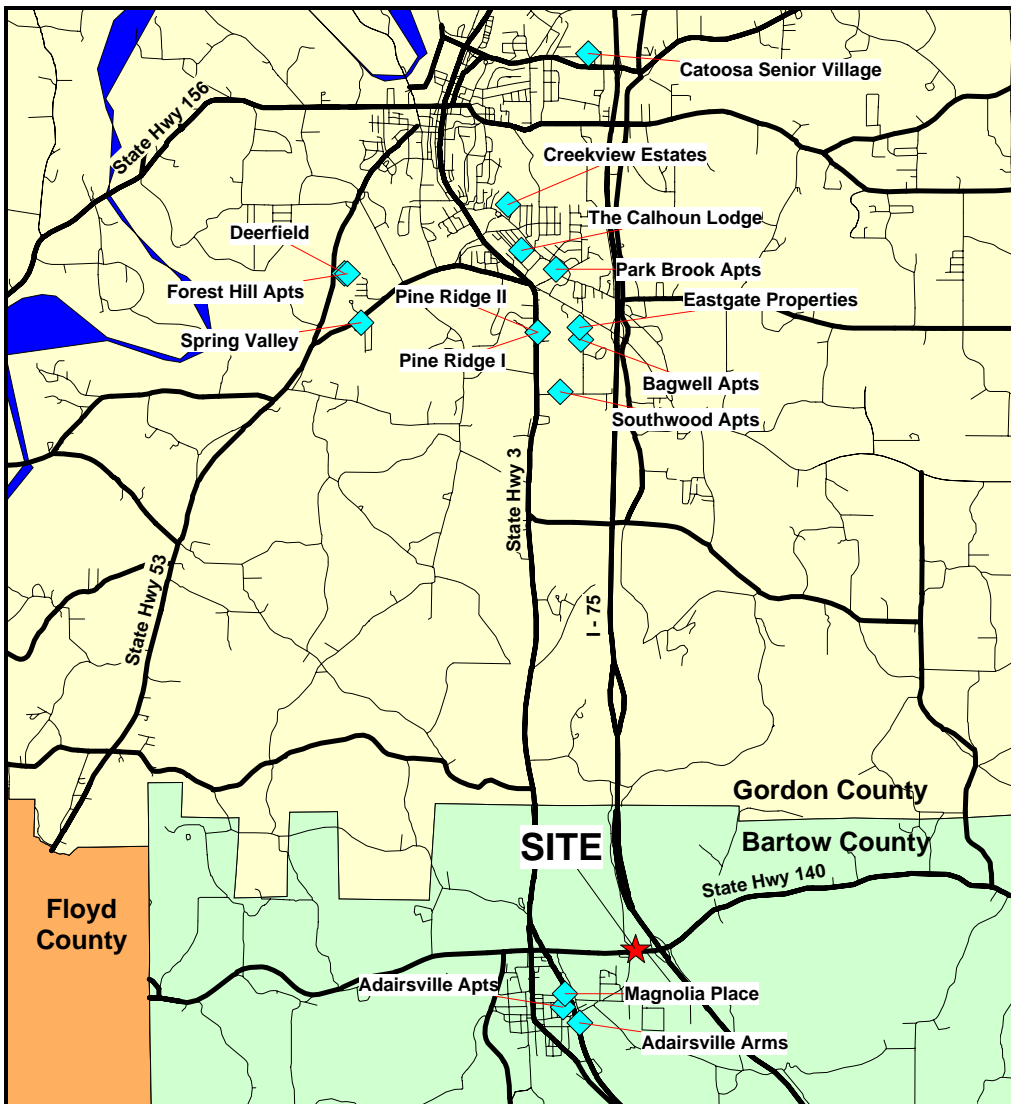 Catoosa Senior Village
State Hwy 156
Creekview Estates
The Calhoun Lodge
Deerfield
Park Brook Apts
Forest Hill Apts
Pine Ridge II
Eastgate Properties
Spring Valley
Pine Ridge I
Bagwell Apts
Southwood Apts
State Hwy 3
State Hwy 53
I - 75
Gordon County
Bartow County
SITE
State Hwy 140
Floyd
County
Adairsville Apts
Magnolia Place
Adairsville Arms